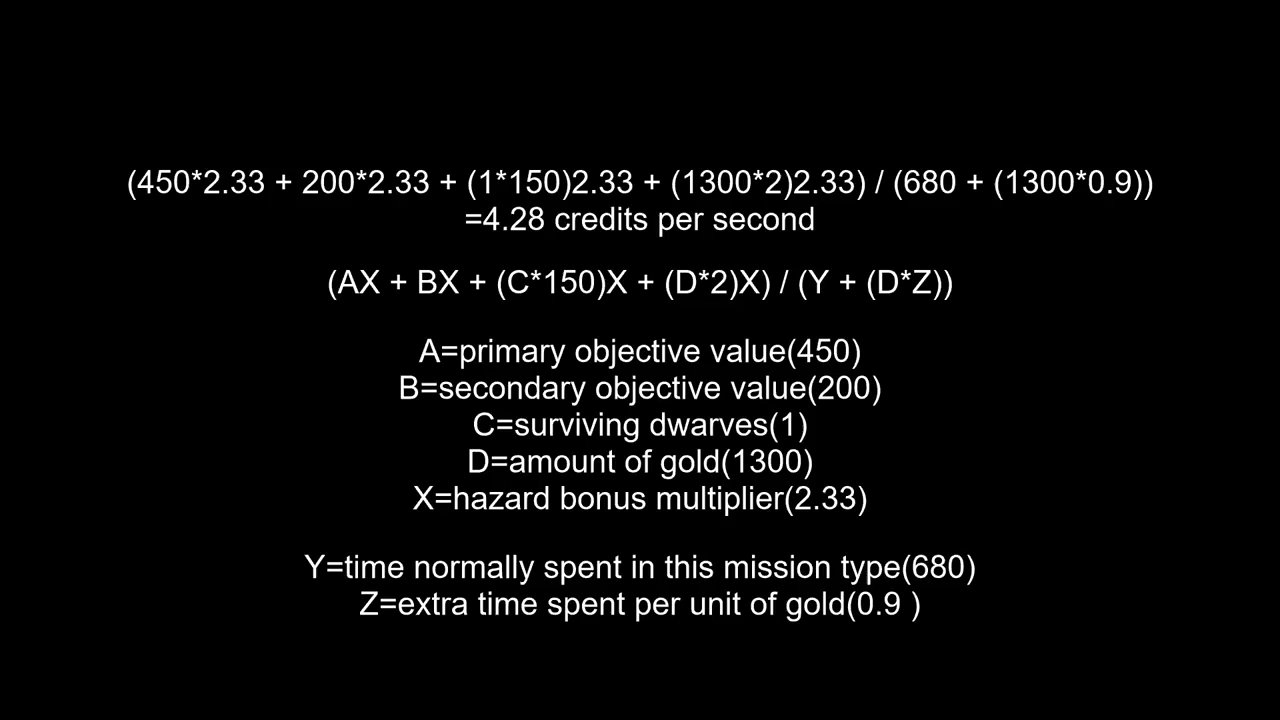 (450*2.33 + 200*2.33 + (1*150)2.33 + (1300*2)2.33) / (680 + (1300*0.9))
=4.28 credits per second
(AX + BX + (C*150)X + (D*2)X) / (Y + (D*Z))
A=primary objective value(450)
B=secondary objective value(200)
C=surviving dwarves(1)
D=amount of gold(1300)
X=hazard bonus multiplier(2.33)
Y=time normally spent in this mission type(680)
Z=extra time spent per unit of gold(0.9 )